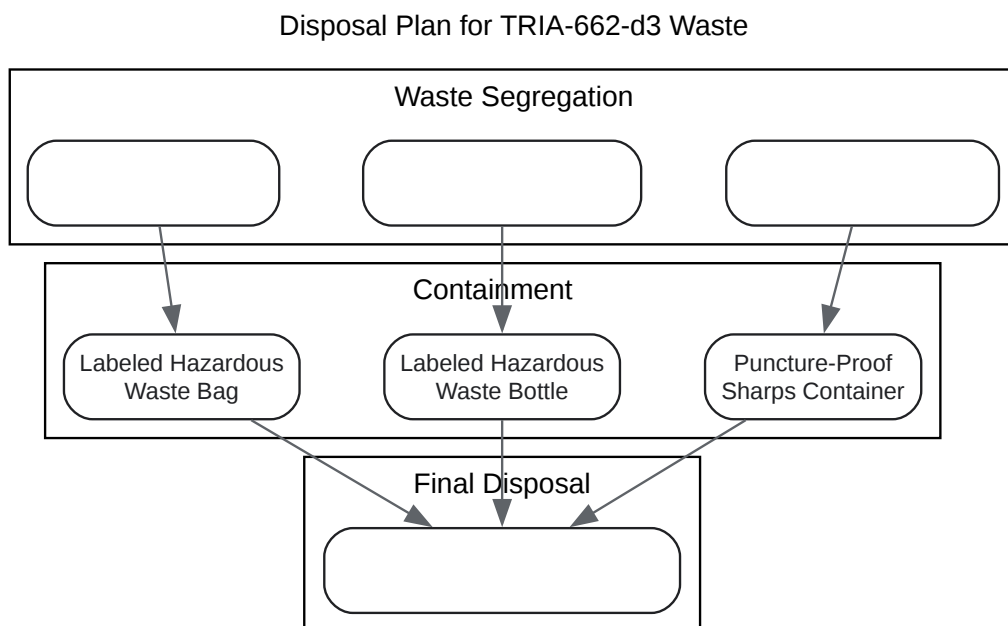 Disposal Plan for TRIA-662-d3 Waste
Waste Segregation
Containment
Labeled Hazardous
Waste Bag
Labeled Hazardous
Waste Bottle
Puncture-Proof
Sharps Container
Final Disposal